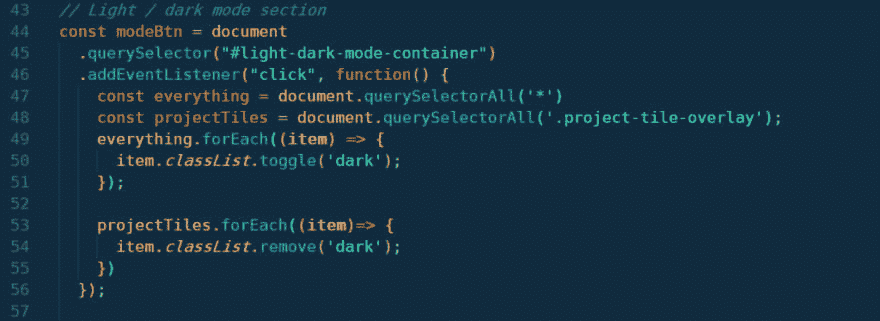 43 // Light / dark mode section
44 const modeBtn = document
45 .querySelector("#light-dark-mode-container")
46 .addEventListener("click", function() {
47 const everything = document.querySelectorAll('*')
48 const projectTiles = document.querySelectorAll('.project-tile-overlay');
49 everything.forEach((item) => {
50 item.classList.toggle('dark');
51 });
52
53 projectTiles.forEach((item)=> {
54 item.classList.remove('dark');
55 })
56 });
57